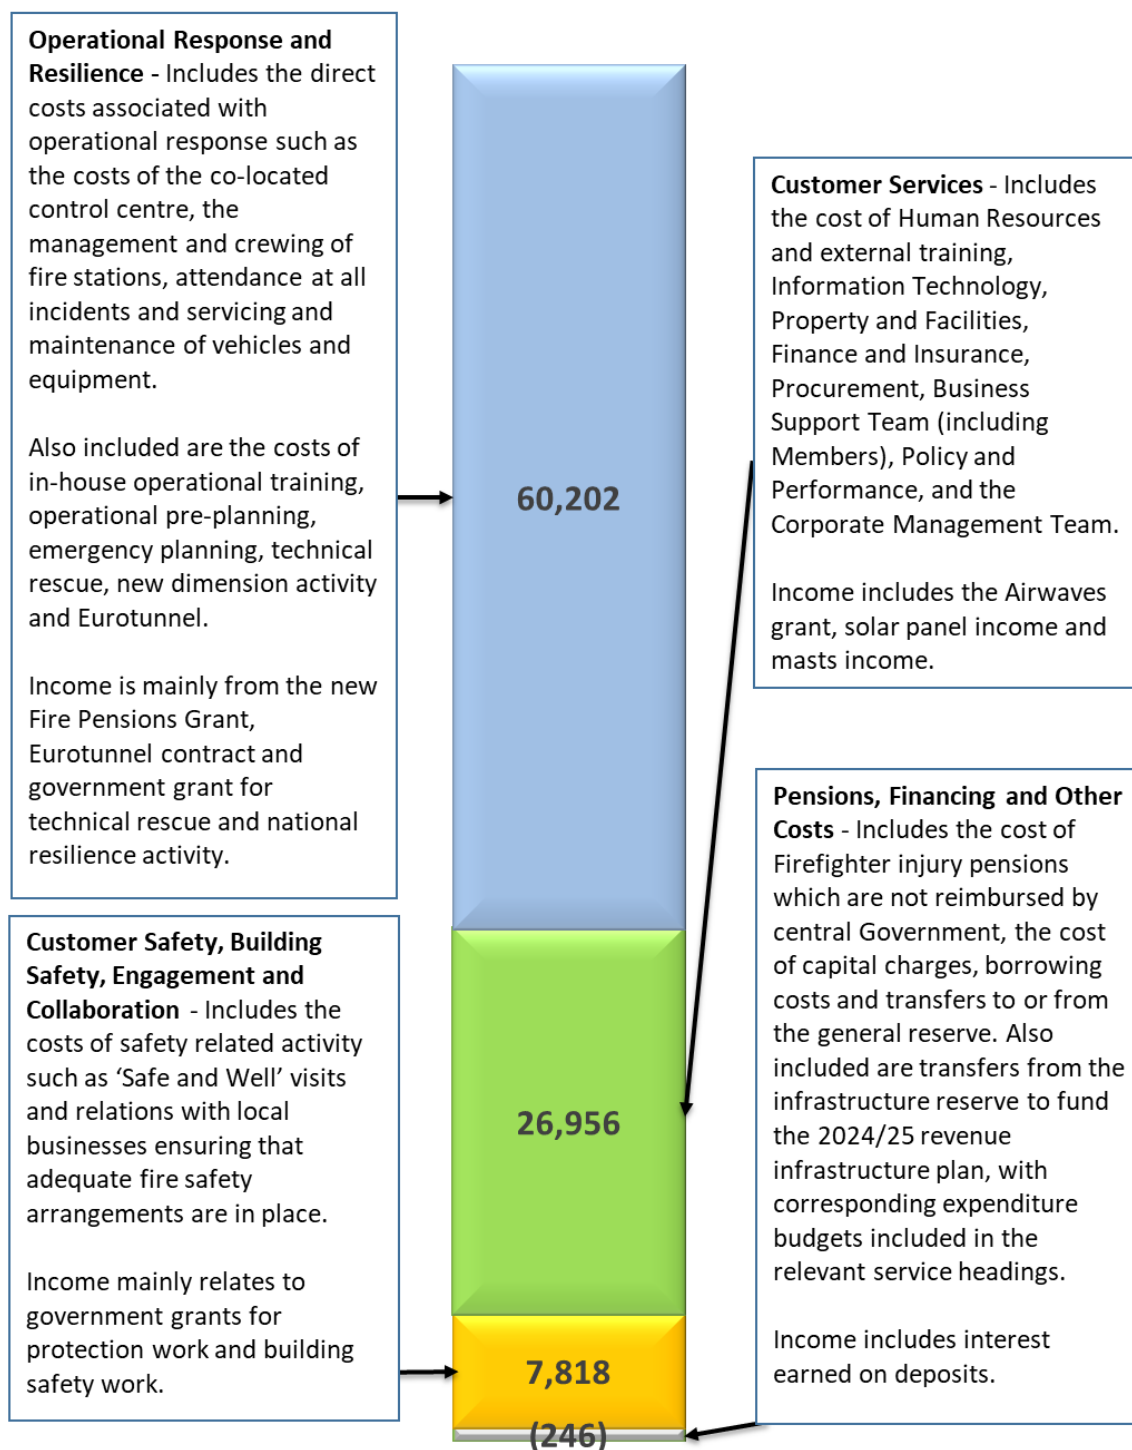 Operational Response and
Resilience - Includes the direct
costs associated with
operational response such as
the costs of the co-located
control centre, the
management and crewing of
fire stations, attendance at all
incidents and servicing and
maintenance of vehicles and
equipment.
Also included are the costs of
in-house operational training,
operational pre-planning,
emergency planning, technical
rescue, new dimension activity
and Eurotunnel.
Income is mainly from the new
Fire Pensions Grant,
Eurotunnel contract and
government grant for
technical rescue and national
resilience activity.
Customer Safety, Building
Safety, Engagement and
Collaboration - Includes the
costs of safety related activity
such as ‘Safe and Well’ visits
and relations with local
businesses ensuring that
adequate fire safety
arrangements are in place.
Income mainly relates to
government grants for
protection work and building
safety work.
60,202
26,956
7,818
(246)
Customer Services - Includes
the cost of Human Resources
and external training,
Information Technology,
Property and Facilities,
Finance and Insurance,
Procurement, Business
Support Team (including
Members), Policy and
Performance, and the
Corporate Management Team.
Income includes the Airwaves
grant, solar panel income and
masts income.
Pensions, Financing and Other
Costs - Includes the cost of
Firefighter injury pensions
which are not reimbursed by
central Government, the cost
of capital charges, borrowing
costs and transfers to or from
the general reserve. Also
included are transfers from the
infrastructure reserve to fund
the 2024/25 revenue
infrastructure plan, with
corresponding expenditure
budgets included in the
relevant service headings.
Income includes interest
earned on deposits.